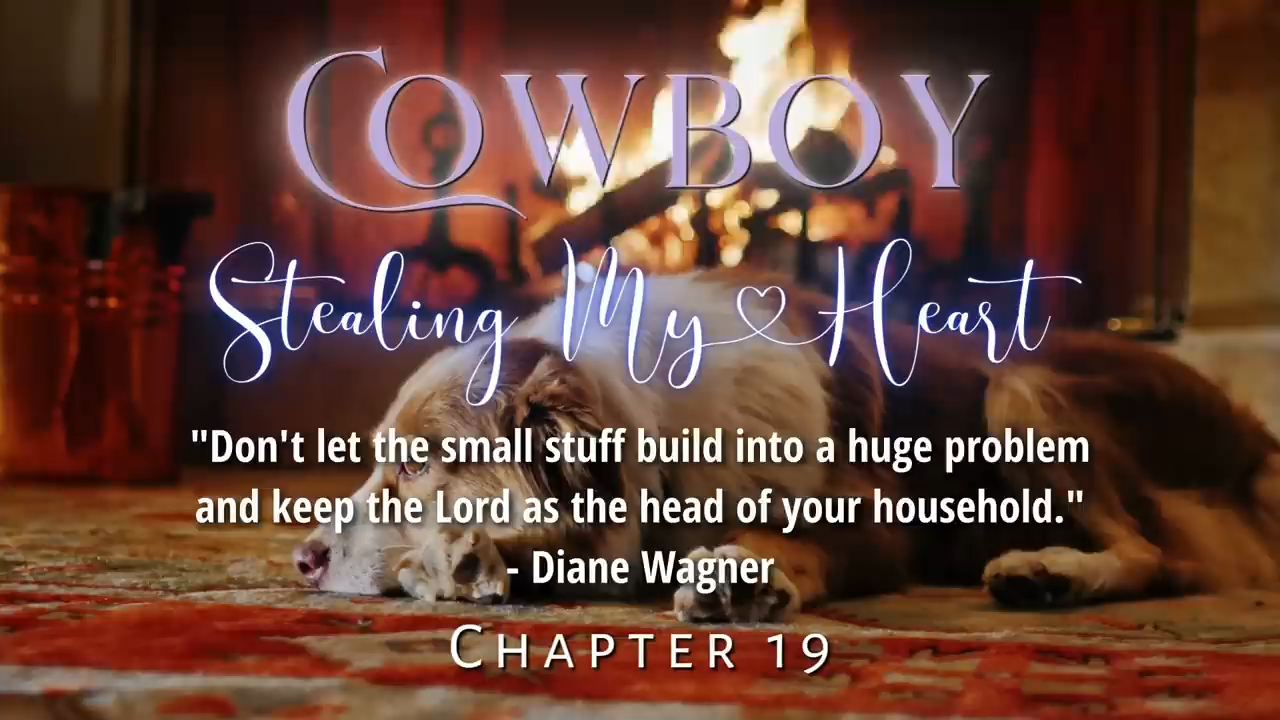 COWBOY
Stealing My Heart
"Don't let the small stuff build into a huge problem
and keep the Lord as the head of your household."
- Diane Wagner
CHAPTER 19